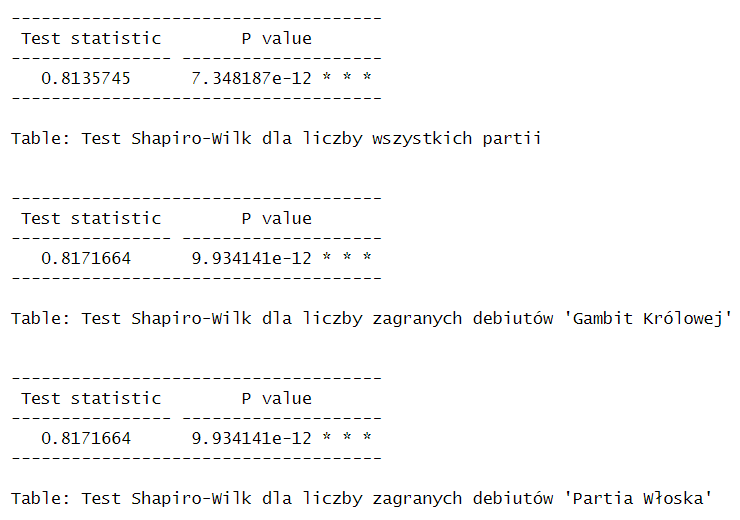 -------------------------------------
Test statistic P value
---------------- --------------------
0.8135745 7.348187e-12 * * *
-------------------------------------
Table: Test Shapiro-Wilk dla liczby wszystkich partii
-------------------------------------
Test statistic P value
---------------- --------------------
0.8171664 9.934141e-12 * * *
-------------------------------------
Table: Test Shapiro-Wilk dla liczby zagranych debiutów 'Gambit Królowej'
-------------------------------------
Test statistic P value
---------------- --------------------
0.8171664 9.934141e-12 * * *
-------------------------------------
Table: Test Shapiro-Wilk dla liczby zagranych debiutów 'Partia Włoska'